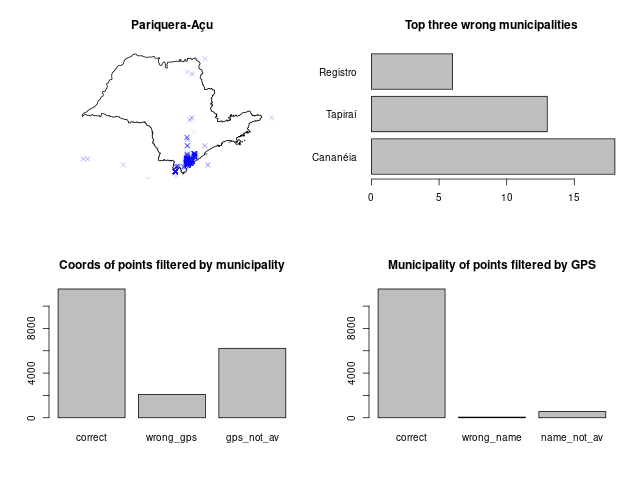 Pariquera-Açu
Top three wrong municipalities
Registro
Tapiraí
Cananéia
0 5 10 15
Coords of points filtered by municipality
8000
4000
0
correct wrong_gps gps_not_av
Municipality of points filtered by GPS
8000
4000
0
correct wrong_name name_not_av